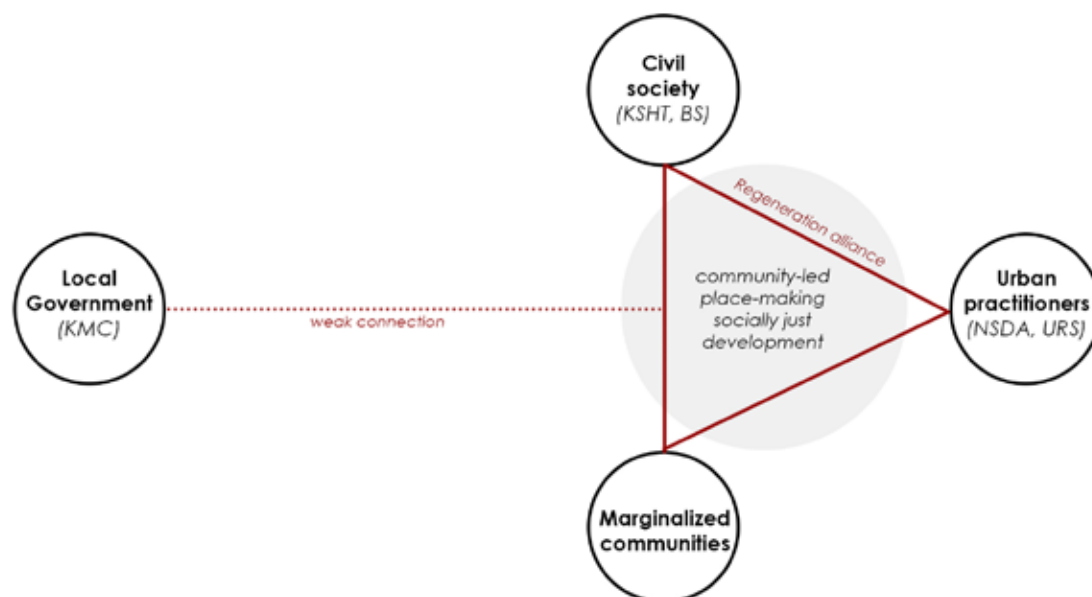 Civil
society
(KSHT, BS)
Regeneration alliance
Local
Government
(KMC)
weak connection
community-led
place-making
socially just
development
Urban
practitioners
(NSDA, URS)
Marginalized
communities